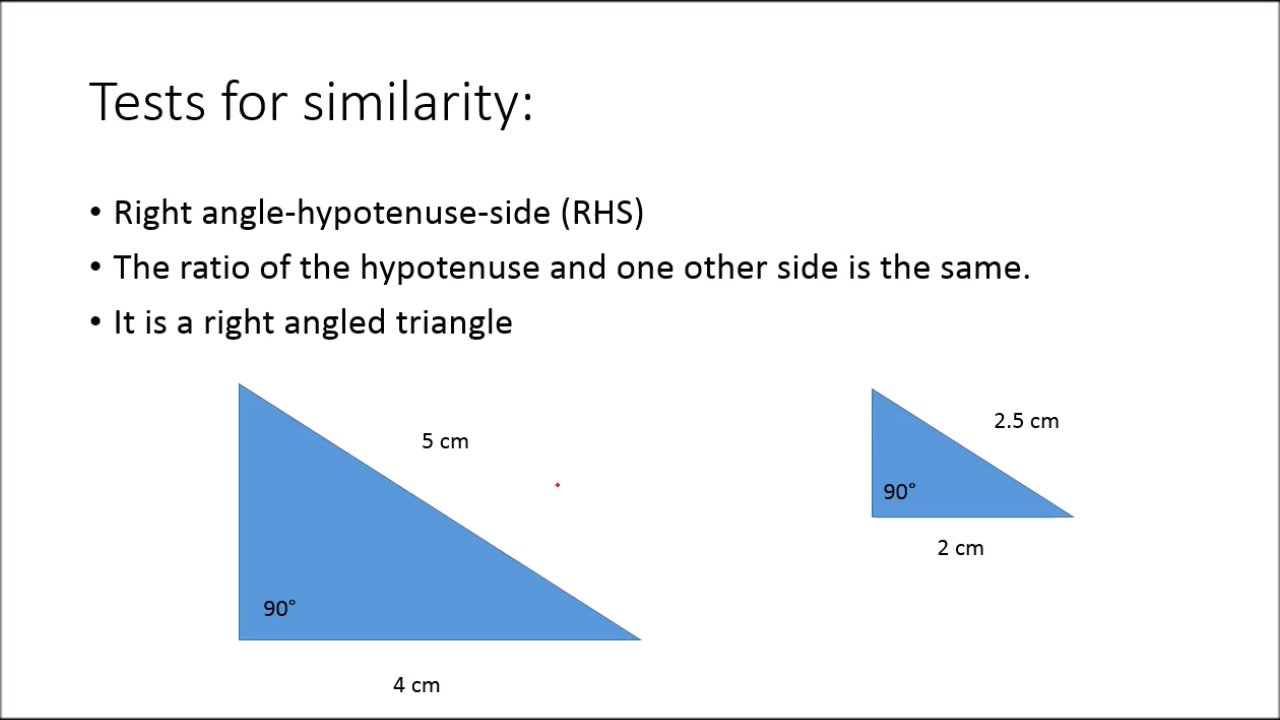 Tests for similarity:
• Right angle-hypotenuse-side (RHS)
• The ratio of the hypotenuse and one other side is the same.
• It is a right angled triangle
5 cm
2.5 cm
90°
2 cm
90°
4 cm